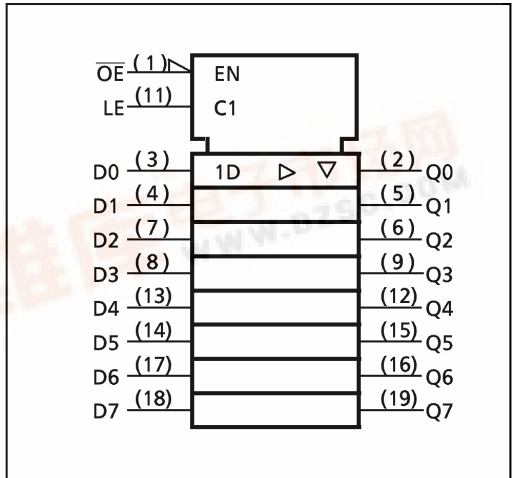 O̅E̅ (1) EN
LE (11) C1
D0 (3) 1D (2) Q0
D1 (4) (5) Q1
D2 (7) (6) Q2
D3 (8) (9) Q3
D4 (13) (12) Q4
D5 (14) (15) Q5
D6 (17) (16) Q6
D7 (18) (19) Q7